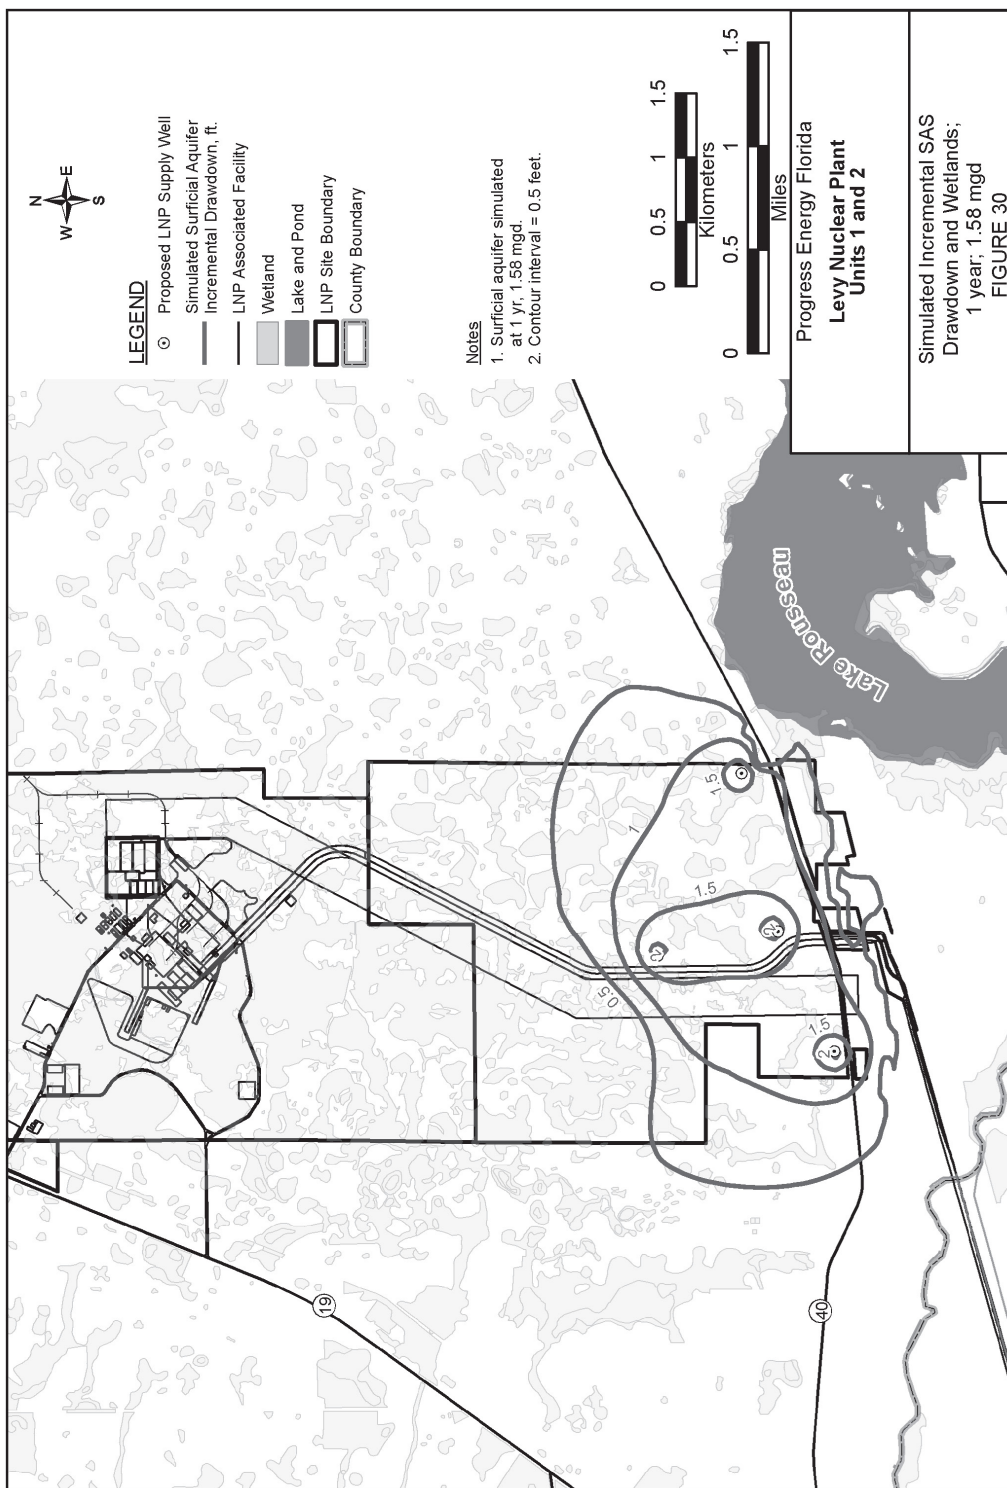 N
W E
S
LEGEND
Proposed LNP Supply Well
Simulated Surficial Aquifer
Incremental Drawdown, ft.
LNP Associated Facility
Wetland
Lake and Pond
LNP Site Boundary
County Boundary
Notes
1. Surficial aquifer simulated
at 1 yr, 1.58 mgd.
2. Contour interval = 0.5 feet.
0 0.5 1 1.5
Kilometers
0 0.5 1 1.5
Miles
Progress Energy Florida
Levy Nuclear Plant
Units 1 and 2
Simulated Incremental SAS
Drawdown and Wetlands;
1 year; 1.58 mgd
FIGURE 30
19
40
0.5
1
1.5
1.5
1.5
2
2
2
Lake Rousseau